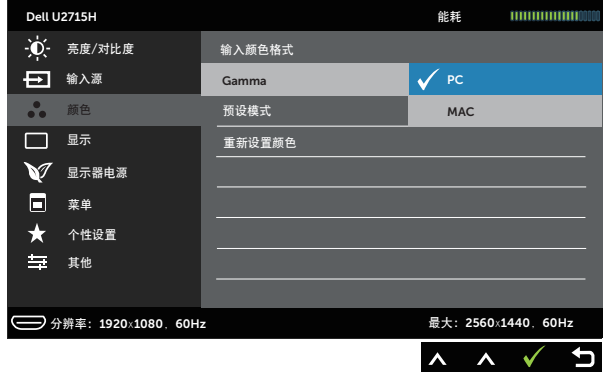 Dell U2715H 能耗
亮度/对比度 输入颜色格式
输入源 Gamma PC
颜色 预设模式 MAC
显示 重新设置颜色
显示器电源
菜单
个性设置
其他
分辨率：1920x1080，60Hz 最大：2560x1440，60Hz